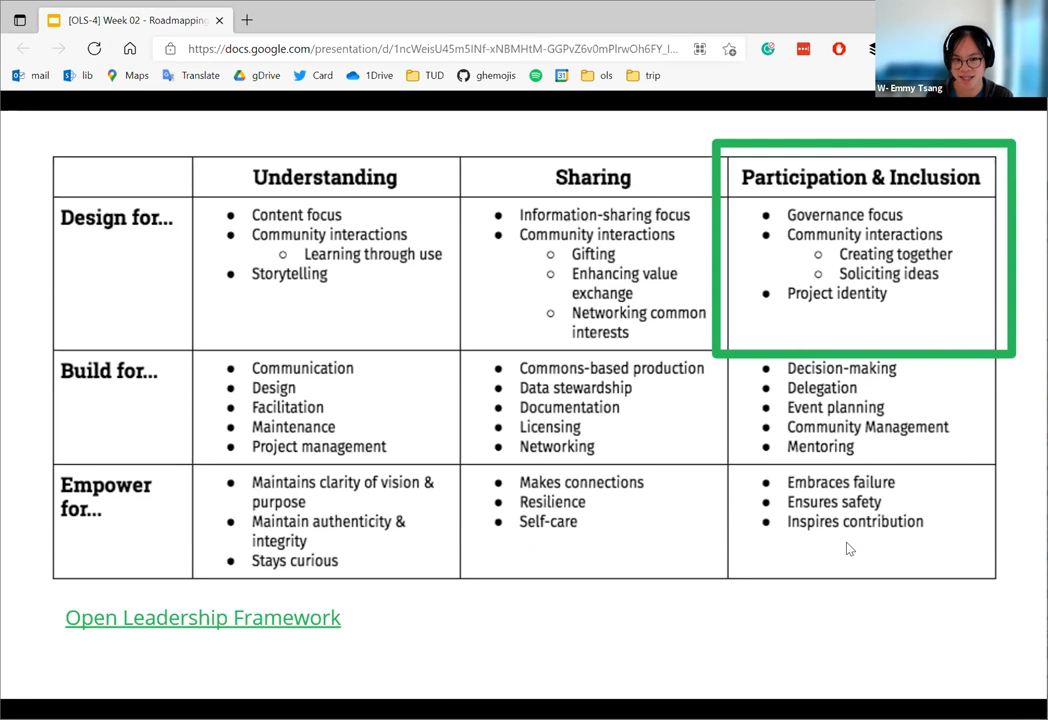 [OLS-4] Week 02 - Roadmapping
https://docs.google.com/presentation/d/1ncWeisU45m5INf-xNBMHtM-GGPvZ6v0mPlrwOh6FY_l...
mail
lib
Maps
Translate
gDrive
Card
1Drive
TUD
ghemojis
ols
trip
W- Emmy Tsang
Understanding
Sharing
Participation & Inclusion
Design for...
Content focus
Community interactions
Learning through use
Storytelling
Information-sharing focus
Community interactions
Gifting
Enhancing value
exchange
Networking common
interests
Governance focus
Community interactions
Creating together
Soliciting ideas
Project identity
Build for...
Communication
Design
Facilitation
Maintenance
Project management
Commons-based production
Data stewardship
Documentation
Licensing
Networking
Decision-making
Delegation
Event planning
Community Management
Mentoring
Empower
for...
Maintains clarity of vision &
purpose
Maintain authenticity &
integrity
Stays curious
Makes connections
Resilience
Self-care
Embraces failure
Ensures safety
Inspires contribution
Open Leadership Framework